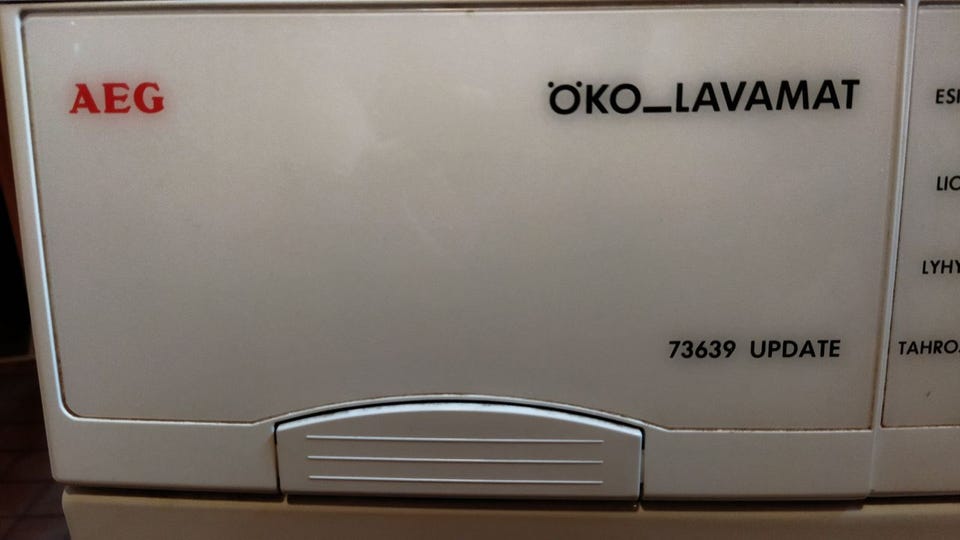 AEG
ÖKO_LAVAMAT
73639 UPDATE